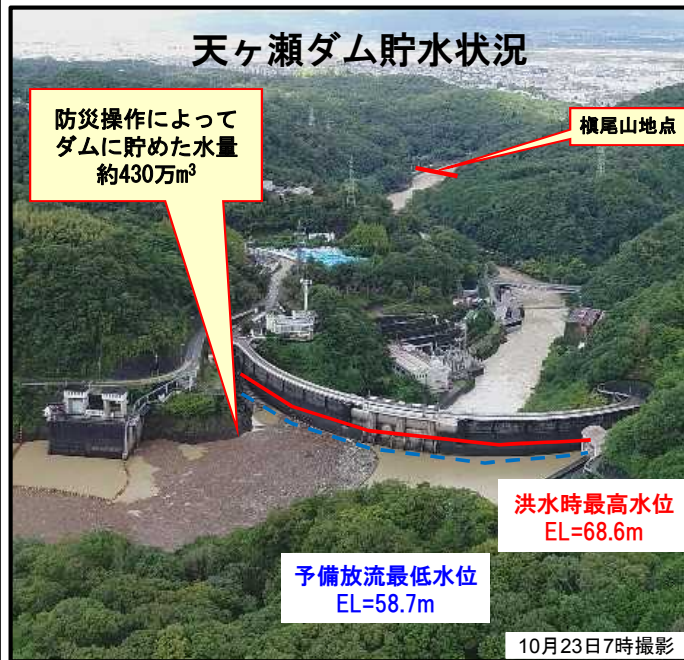 天ヶ瀬ダム貯水状況
防災操作によって
ダムに貯めた水量
約430万m³
槇尾山地点
洪水時最高水位
EL=68.6m
予備放流最低水位
EL=58.7m
10月23日7時撮影